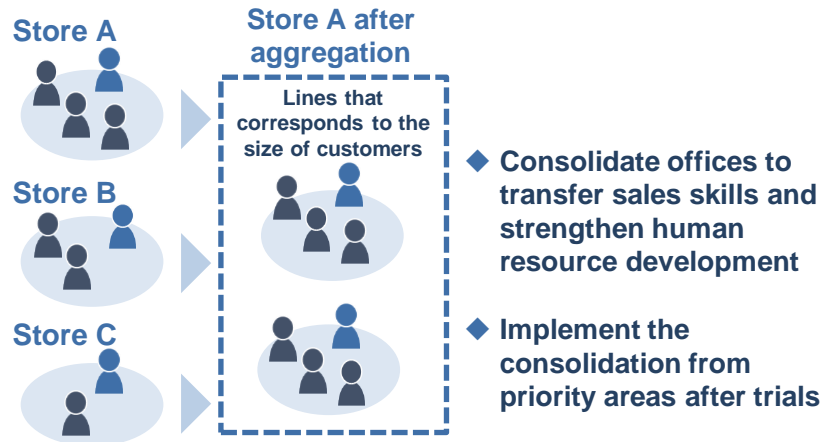 Store A
Store B
Store C
Store A after
aggregation
Lines that
corresponds to the
size of customers
◆ Consolidate offices to
transfer sales skills and
strengthen human
resource development
◆ Implement the
consolidation from
priority areas after trials